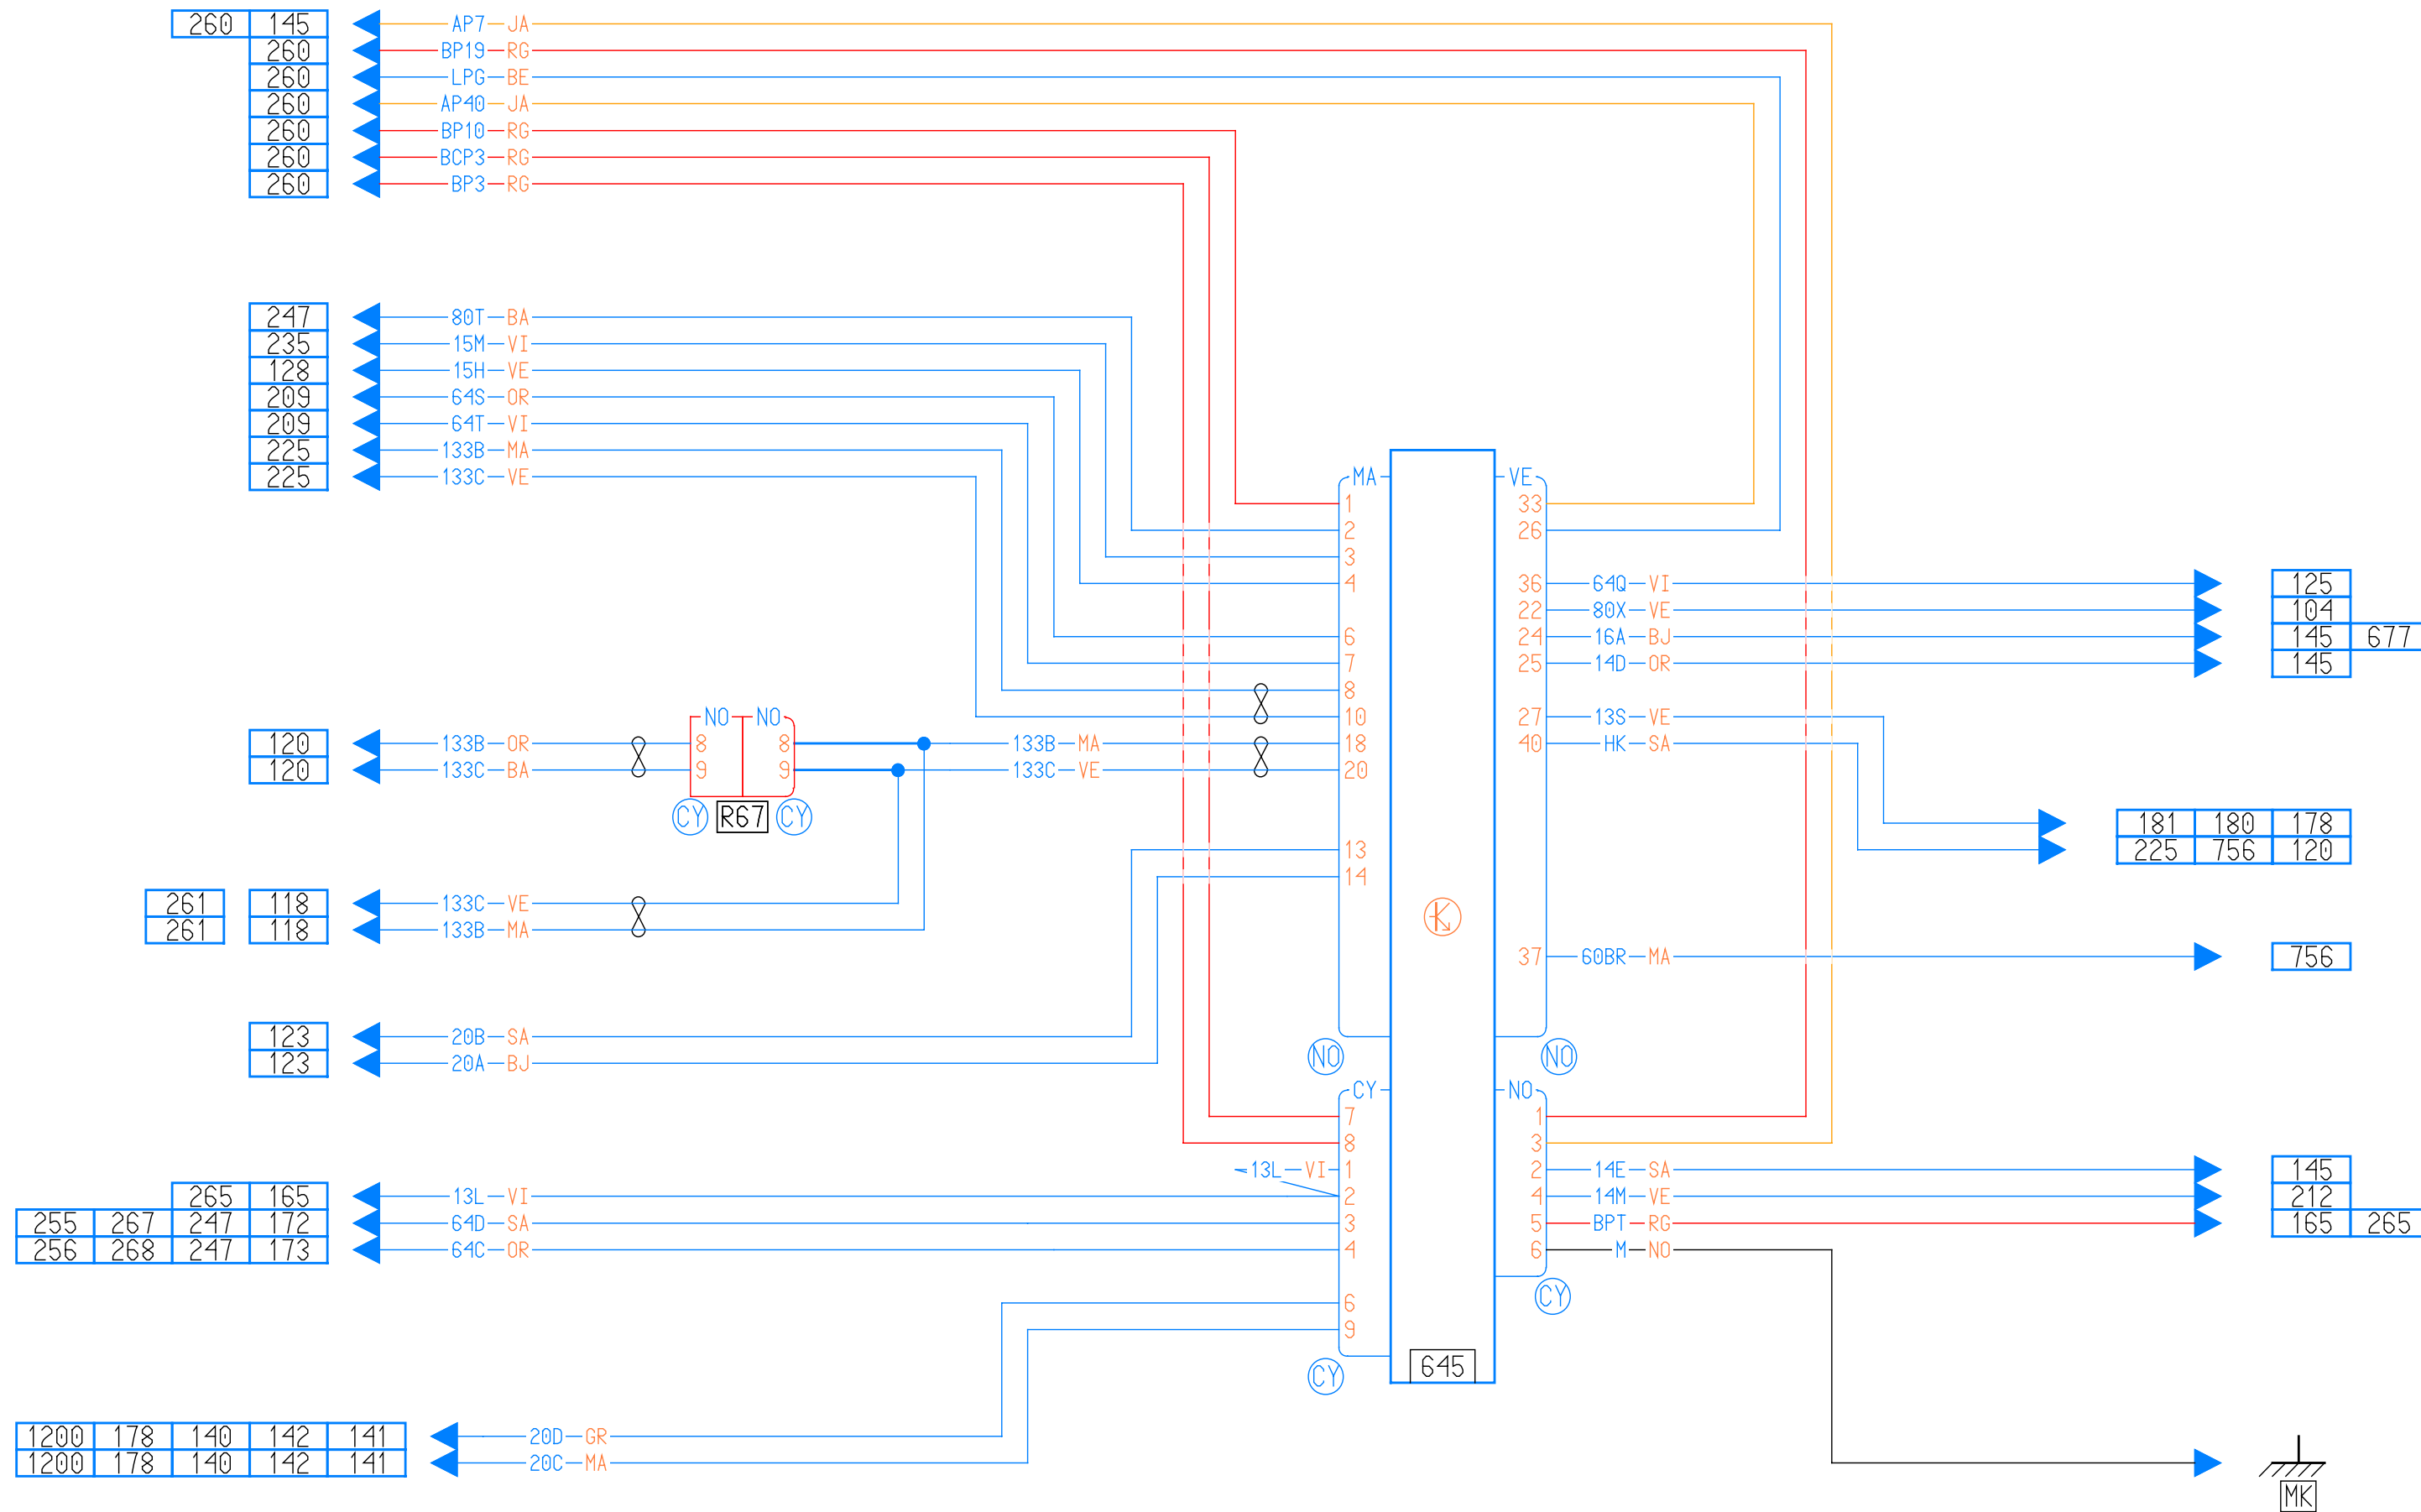 260 145 AP7 JA
260 BP19 RG
260 LPG BE
260 AP40 JA
260 BP10 RG
260 BCP3 RG
260 BP3 RG
247 80T BA
235 15M VI
128 15H VE
209 64S OR
209 64T VI
225 133B MA
225 133C VE MA VE
1 33
2 26
3
4 36 64Q VI 125
22 80X VE 104
6 24 16A BJ 145 677
7 25 14D OR 145
8
NO NO 10 27 13S VE
120 133B OR 8 8 133B MA 18 40 HK SA
120 133C BA 9 9 133C VE 20
CY R67 CY 181 180 178
13 225 756 120
14
261 118 133C VE
261 118 133B MA
37 60BR MA 756
123 20B SA
NO NO
123 20A BJ
CY NO
7 1
8 3
13L VI 1 2 14E SA 145
265 165 13L VI 2 4 14M VE 212
255 267 247 172 64D SA 3 5 BPT RG 165 265
256 268 247 173 64C OR 4 6 M NO
CY
6
9
645
CY
1200 178 140 142 141 20D GR
1200 178 140 142 141 20C MA
MK